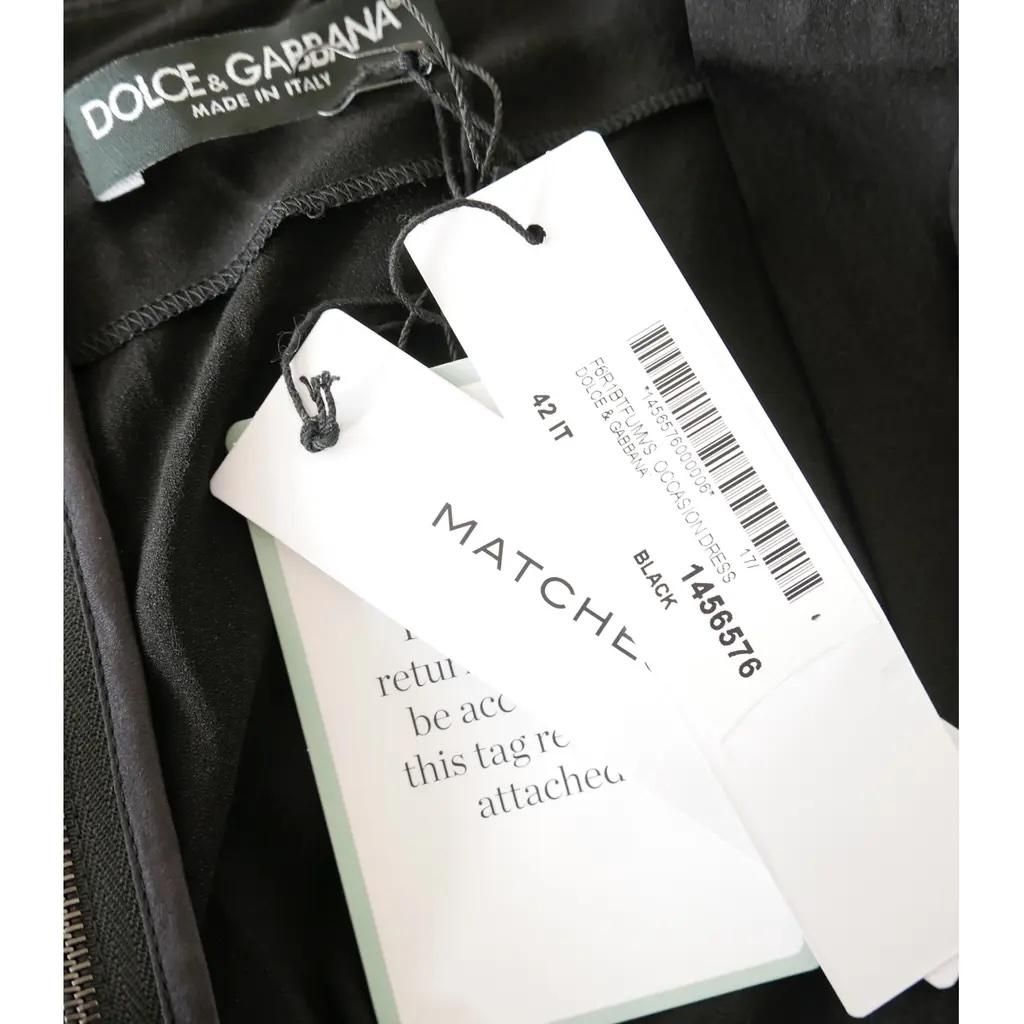 DOLCE & GABBANA®
MADE IN ITALY
42 IT
*1456576000006*
F6R1BTFUMVS OCCASION DRESS 17/
DOLCE & GABBANA
BLACK
1456576
MATCHE
retur
be acc
this tag re
attached